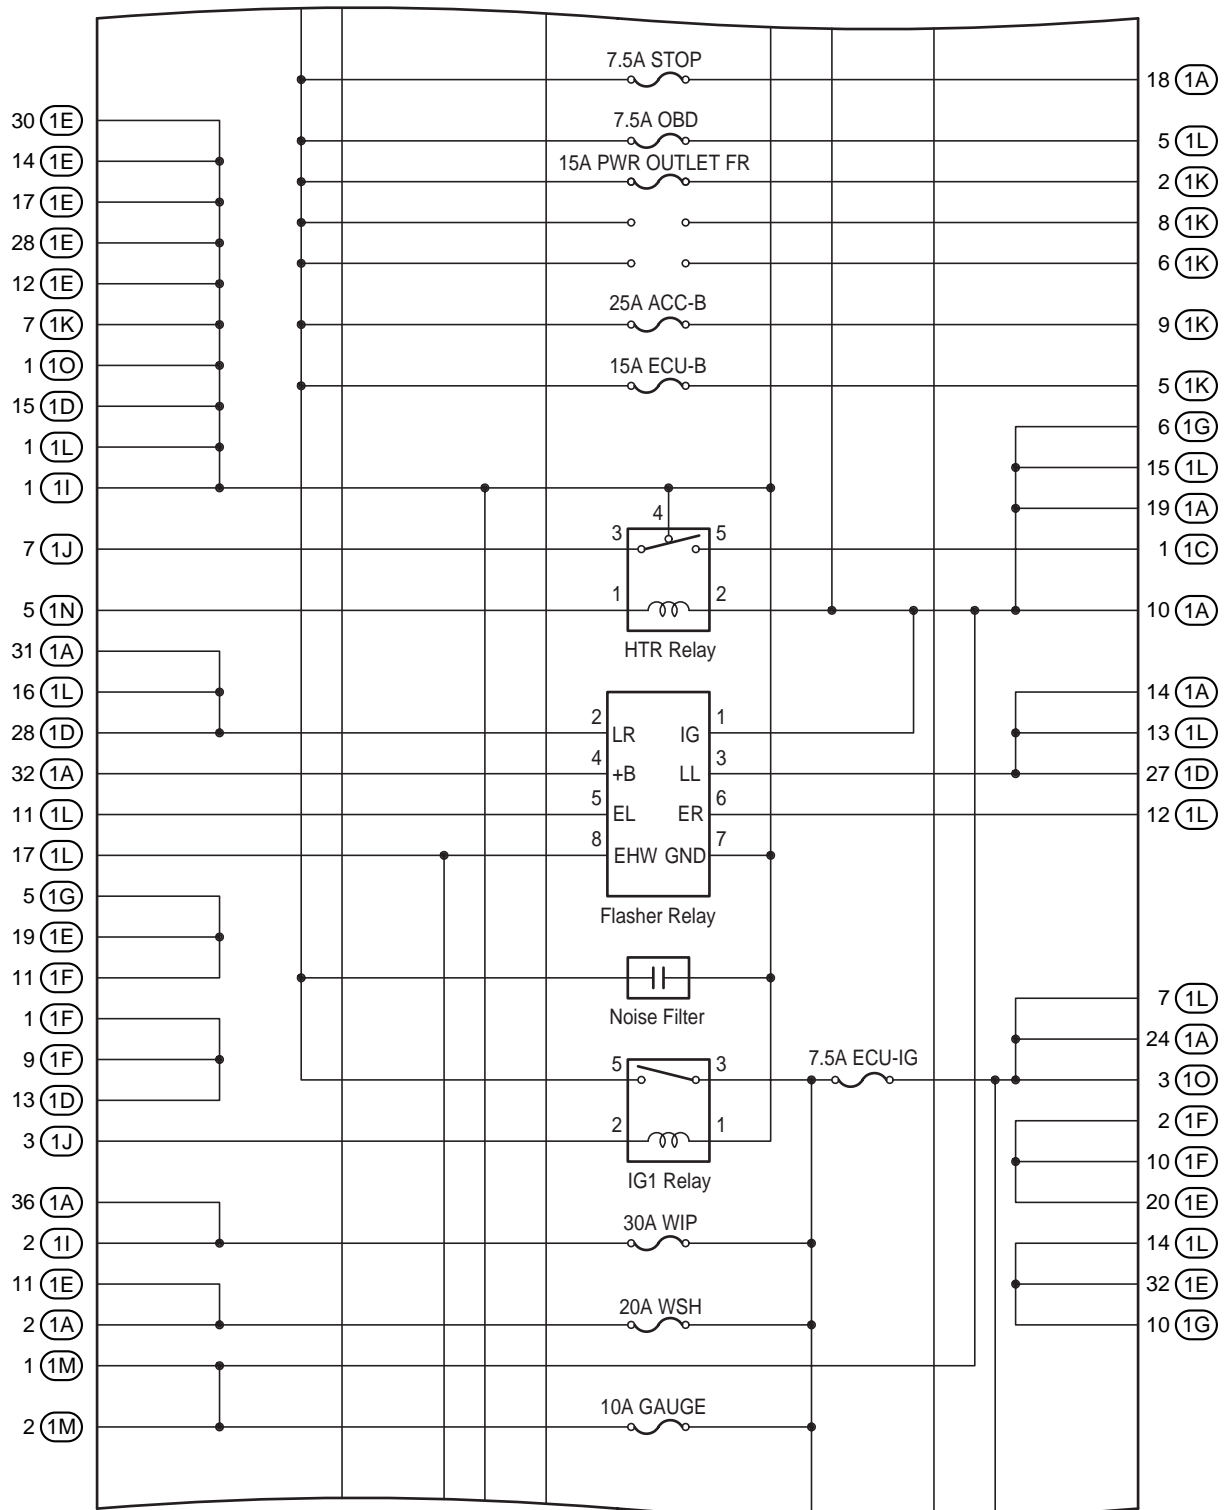 7.5A STOP
18 1A
30 1E
7.5A OBD
5 1L
14 1E
15A PWR OUTLET FR
2 1K
17 1E
8 1K
28 1E
6 1K
12 1E
25A ACC-B
7 1K
9 1K
1 1O
15A ECU-B
5 1K
15 1D
6 1G
1 1L
15 1L
1 1I
19 1A
4
7 1J
3 5
1 1C
5 1N
1 2
10 1A
HTR Relay
31 1A
16 1L
14 1A
28 1D
2 LR IG 1
13 1L
32 1A
4 +B LL 3
27 1D
11 1L
5 EL ER 6
12 1L
17 1L
8 EHW GND 7
5 1G
Flasher Relay
19 1E
11 1F
7 1L
1 1F
Noise Filter
24 1A
9 1F
5 3
7.5A ECU-IG
3 1O
13 1D
2 1F
3 1J
2 1
10 1F
IG1 Relay
36 1A
20 1E
30A WIP
2 1I
14 1L
11 1E
32 1E
20A WSH
2 1A
10 1G
1 1M
10A GAUGE
2 1M